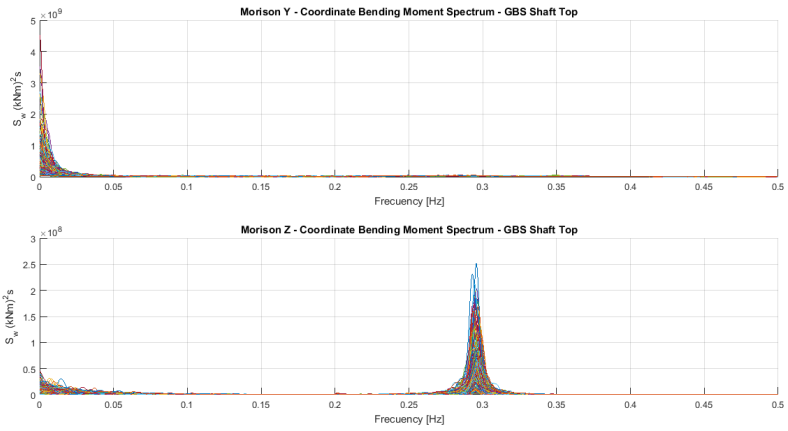 Morison Y - Coordinate Bending Moment Spectrum - GBS Shaft Top
×10⁹
5
4
3
2
1
0
S_w (kNm)²s
0 0.05 0.1 0.15 0.2 0.25 0.3 0.35 0.4 0.45 0.5
Frecuency [Hz]
Morison Z - Coordinate Bending Moment Spectrum - GBS Shaft Top
×10⁸
3
2.5
2
1.5
1
0.5
0
S_w (kNm)²s
0 0.05 0.1 0.15 0.2 0.25 0.3 0.35 0.4 0.45 0.5
Frecuency [Hz]